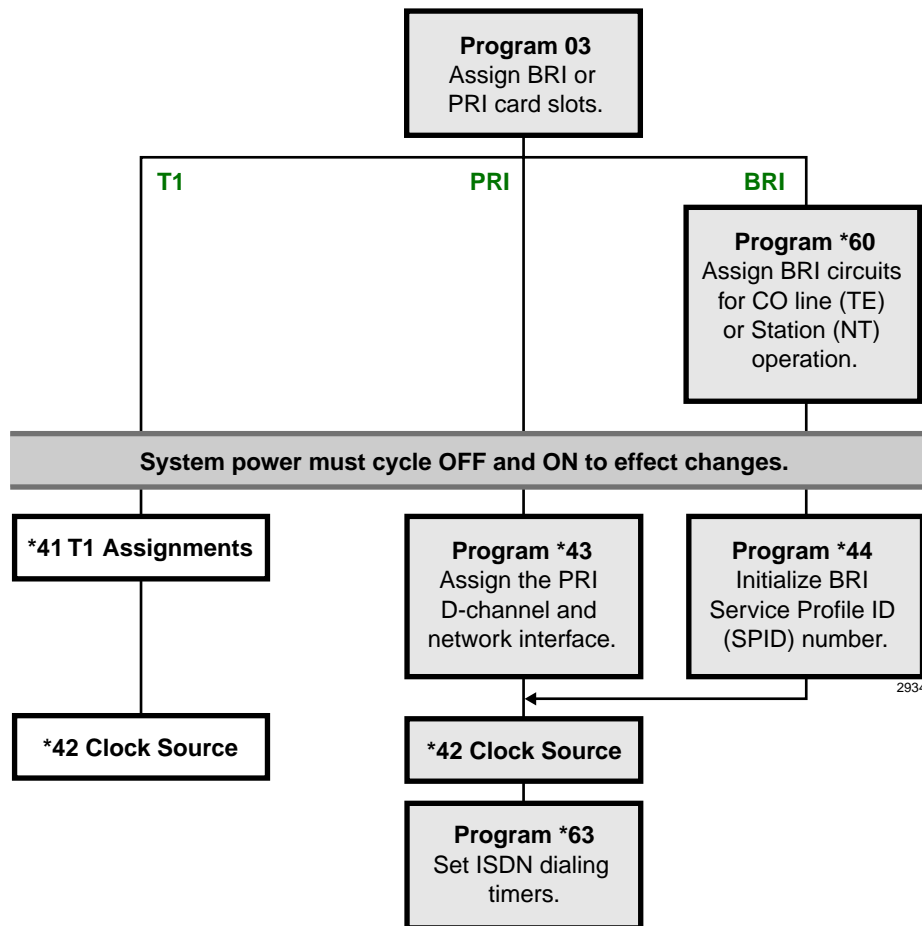 Program 03
Assign BRI or
PRI card slots.
T1
PRI
BRI
Program *60
Assign BRI circuits
for CO line (TE)
or Station (NT)
operation.
System power must cycle OFF and ON to effect changes.
*41 T1 Assignments
Program *43
Assign the PRI
D-channel and
network interface.
Program *44
Initialize BRI
Service Profile ID
(SPID) number.
2934
*42 Clock Source
*42 Clock Source
Program *63
Set ISDN dialing
timers.